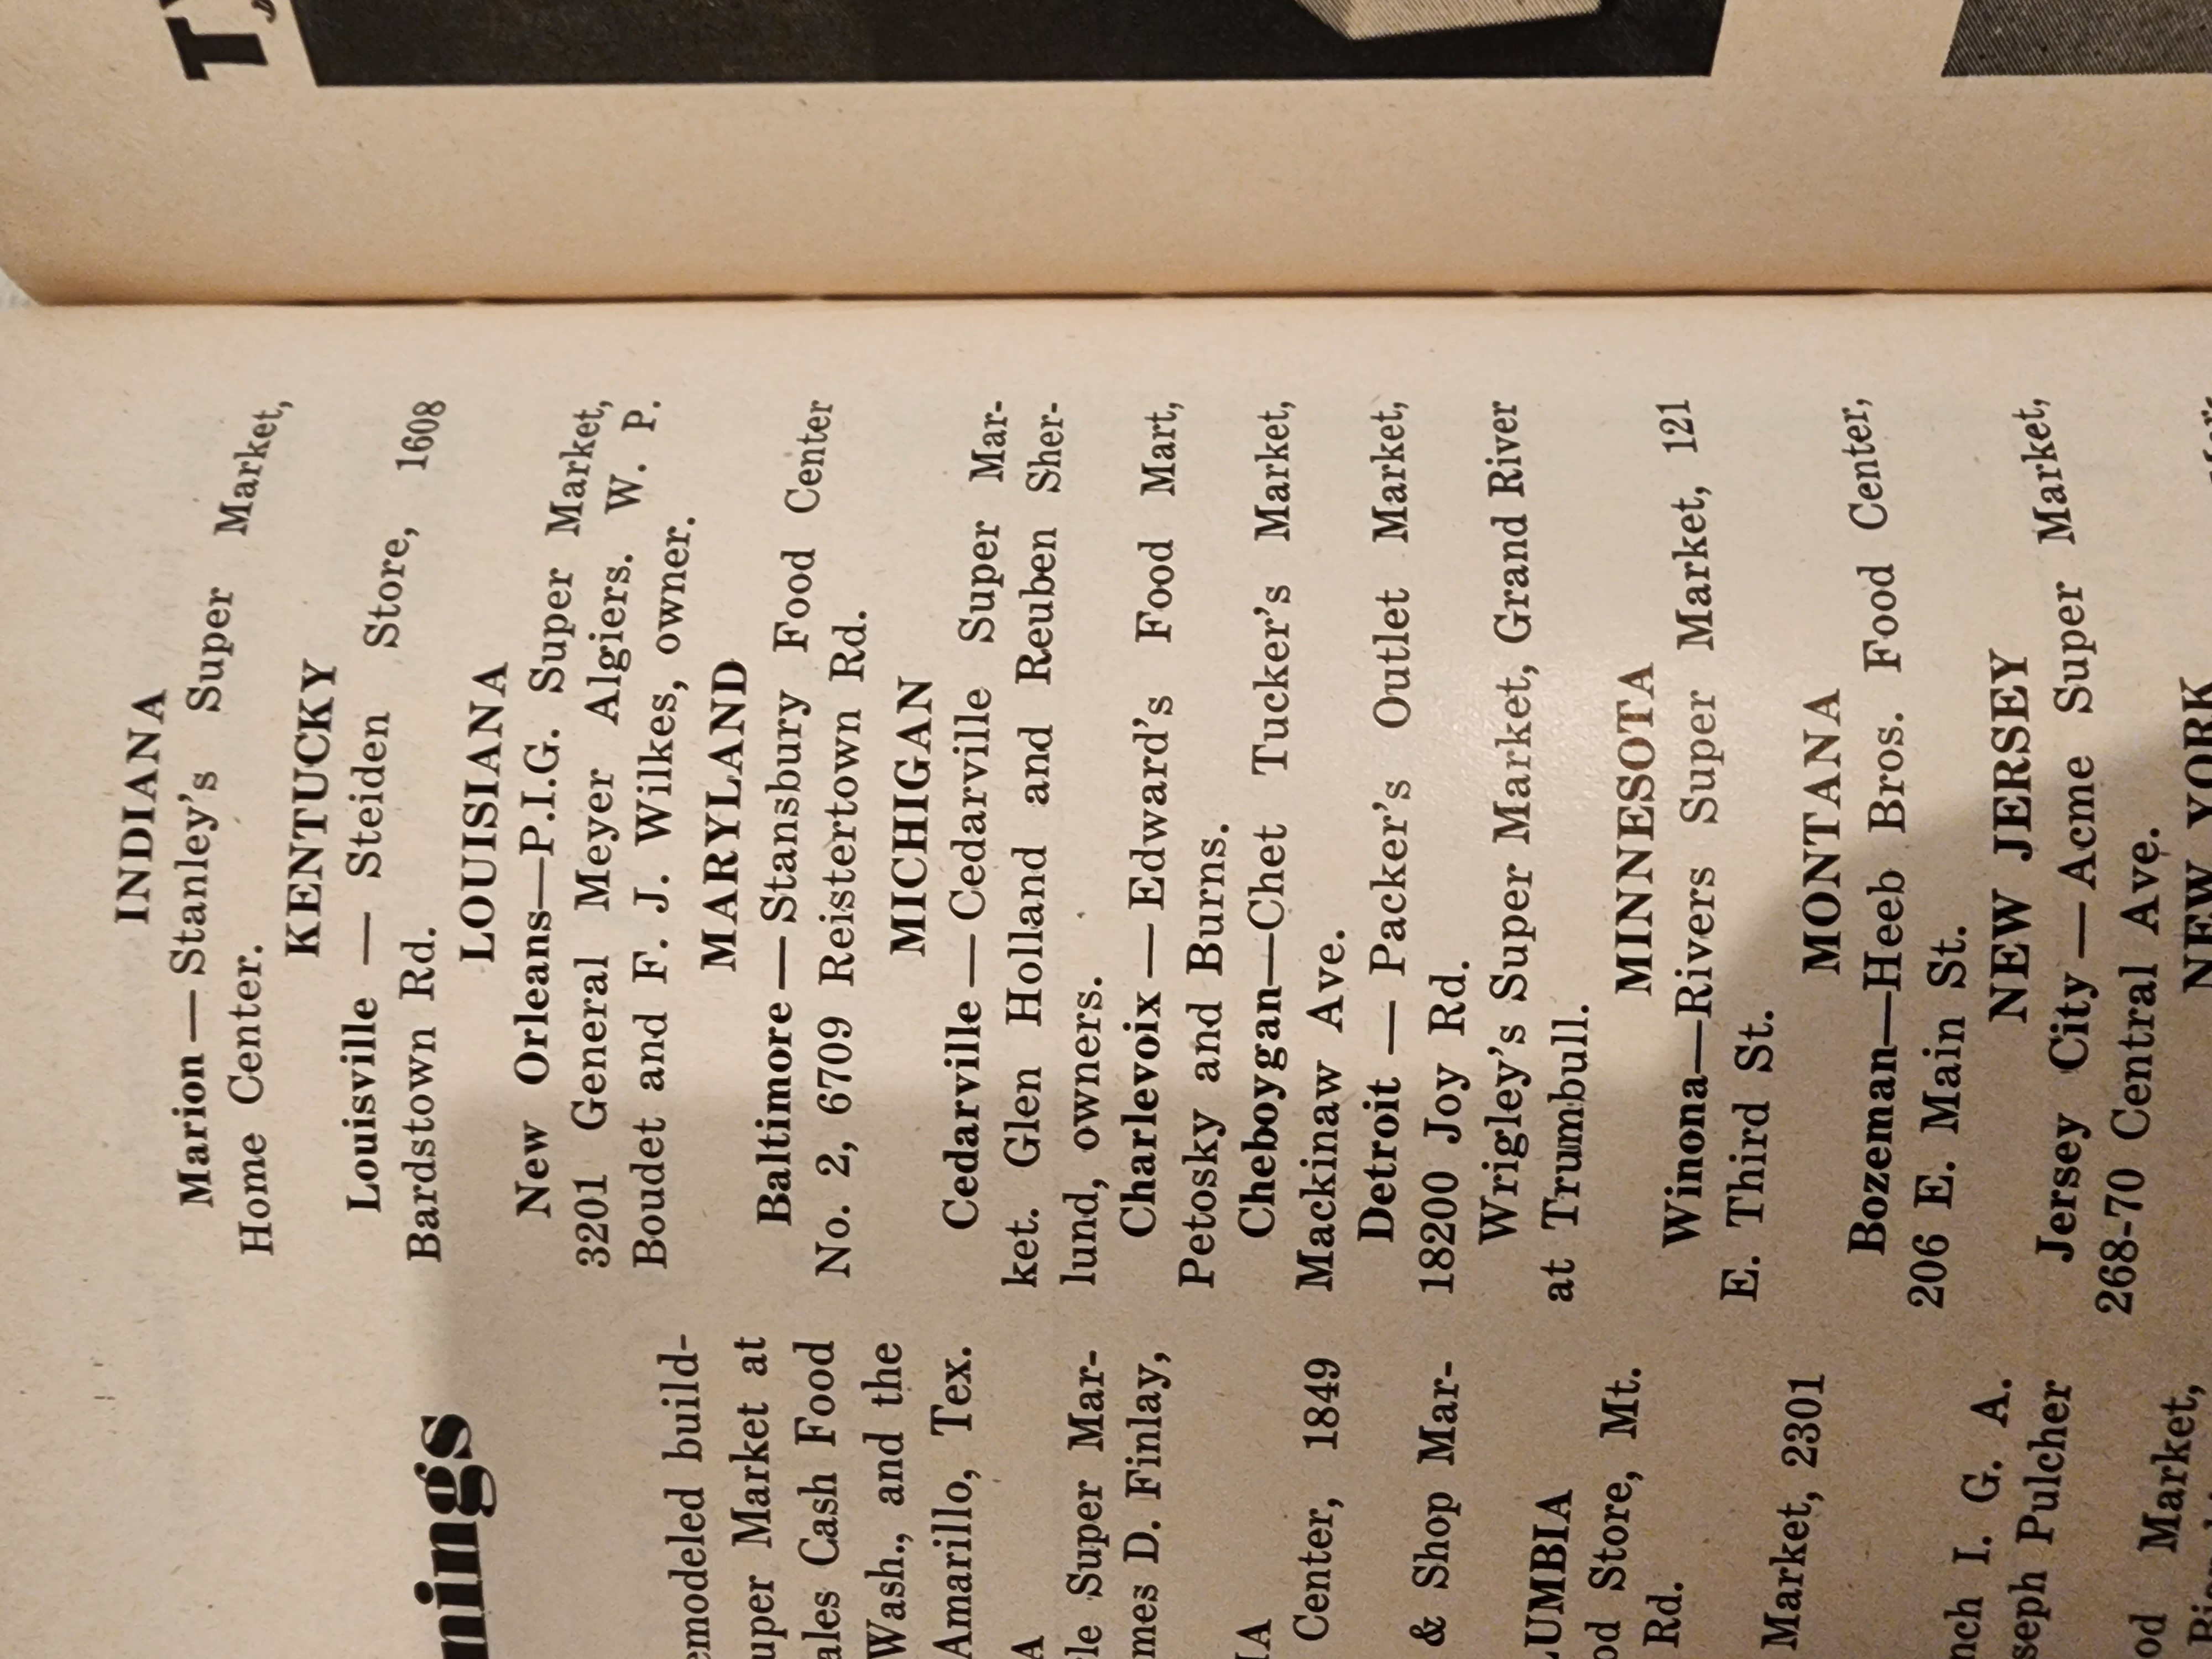 nings
emodeled build-
uper Market at
ales Cash Food
Wash., and the
Amarillo, Tex.
A
le Super Mar-
mes D. Finlay,
IA
Center, 1849
& Shop Mar-
LUMBIA
od Store, Mt.
Rd.
Market, 2301
nch I. G. A.
seph Pulcher
od Market,
INDIANA
Marion — Stanley's Super Market,
Home Center.
KENTUCKY
Louisville — Steiden Store, 1608
Bardstown Rd.
LOUISIANA
New Orleans—P.I.G. Super Market,
3201 General Meyer Algiers. W. P.
Boudet and F. J. Wilkes, owner.
MARYLAND
Baltimore — Stansbury Food Center
No. 2, 6709 Reistertown Rd.
MICHIGAN
Cedarville — Cedarville Super Mar-
ket. Glen Holland and Reuben Sher-
lund, owners.
Charlevoix — Edward's Food Mart,
Petosky and Burns.
Cheboygan—Chet Tucker's Market,
Mackinaw Ave.
Detroit — Packer's Outlet Market,
18200 Joy Rd.
Wrigley's Super Market, Grand River
at Trumbull.
MINNESOTA
Winona—Rivers Super Market, 121
E. Third St.
MONTANA
Bozeman—Heeb Bros. Food Center,
206 E. Main St.
NEW JERSEY
Jersey City — Acme Super Market,
268-70 Central Ave.
NEW YORK